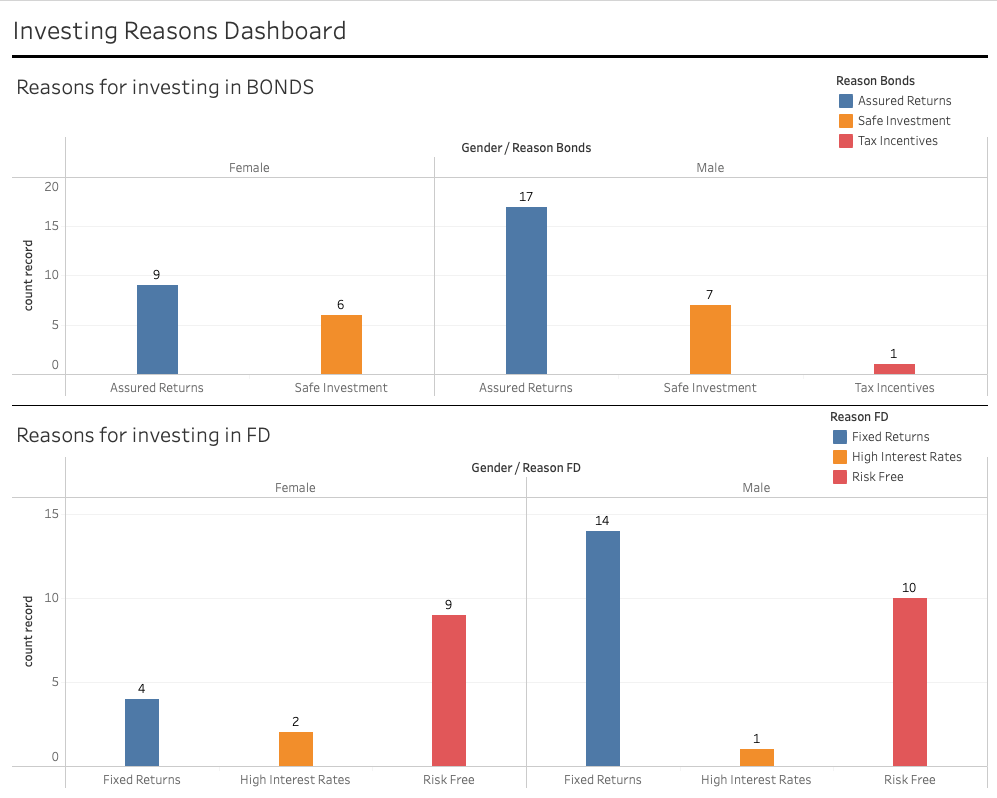 Investing Reasons Dashboard
Reasons for investing in BONDS
Reason Bonds
Assured Returns
Safe Investment
Tax Incentives
Gender / Reason Bonds
Female
Male
count record
20
15
10
5
0
9
6
17
7
1
Assured Returns
Safe Investment
Assured Returns
Safe Investment
Tax Incentives
Reasons for investing in FD
Reason FD
Fixed Returns
High Interest Rates
Risk Free
Gender / Reason FD
Female
Male
count record
15
10
5
0
4
2
9
14
1
10
Fixed Returns
High Interest Rates
Risk Free
Fixed Returns
High Interest Rates
Risk Free